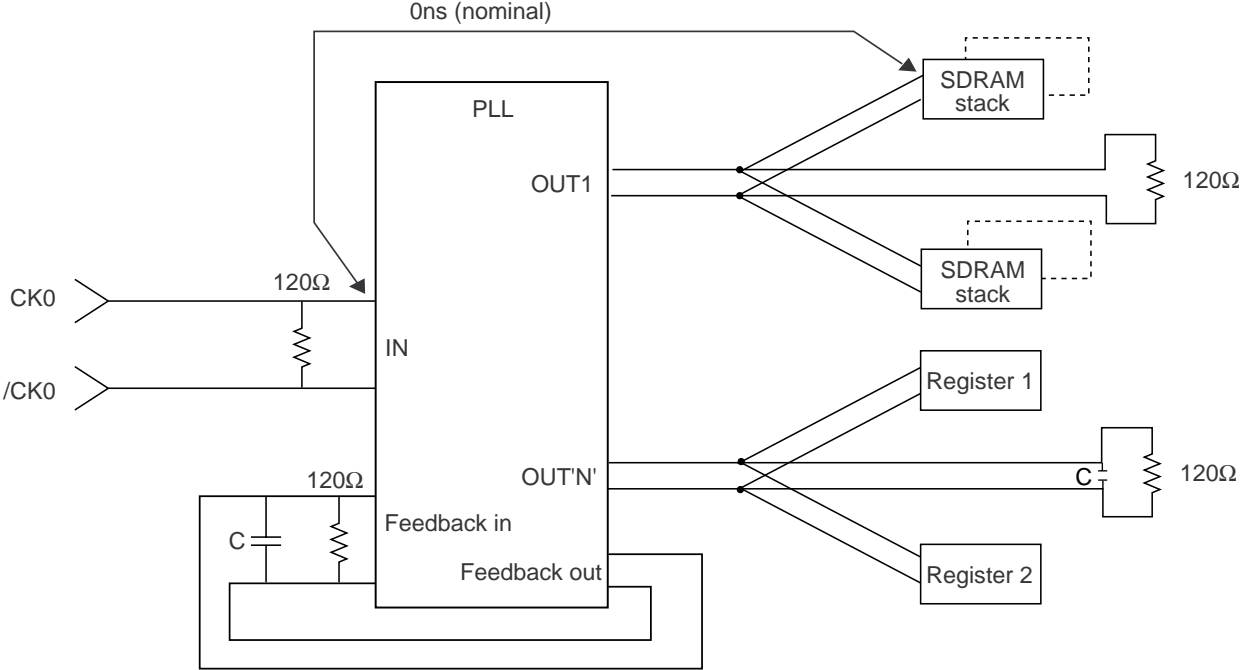 0ns (nominal)
PLL
SDRAM
stack
OUT1
120Ω
SDRAM
stack
120Ω
CK0
IN
/CK0
Register 1
120Ω
OUT'N'
C
120Ω
Feedback in
C
Feedback out
Register 2